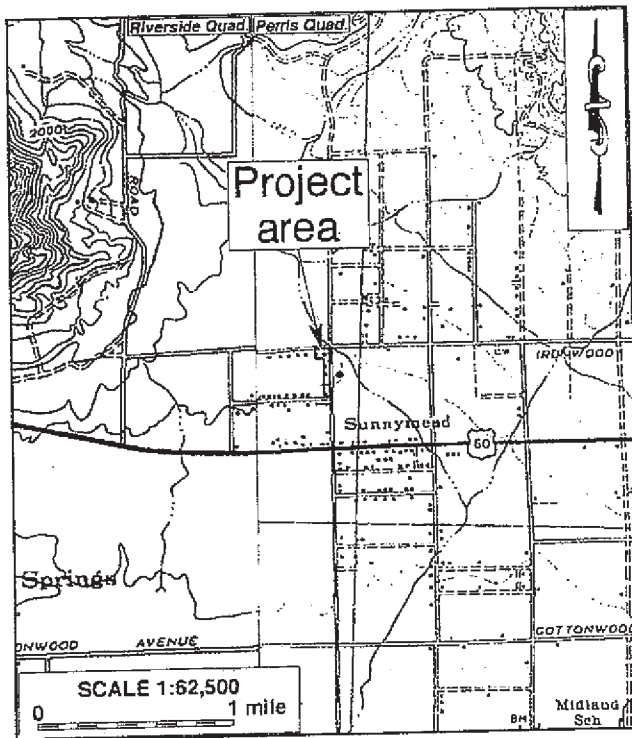 Riverside Quad. Perris Quad.
2000
ROAD
Project
area
IRONWOOD
Sunnymead
60
Springs
ONWOOD AVENUE
COTTONWOOD
SCALE 1:62,500
0 1 mile
BM
Midland
Sch